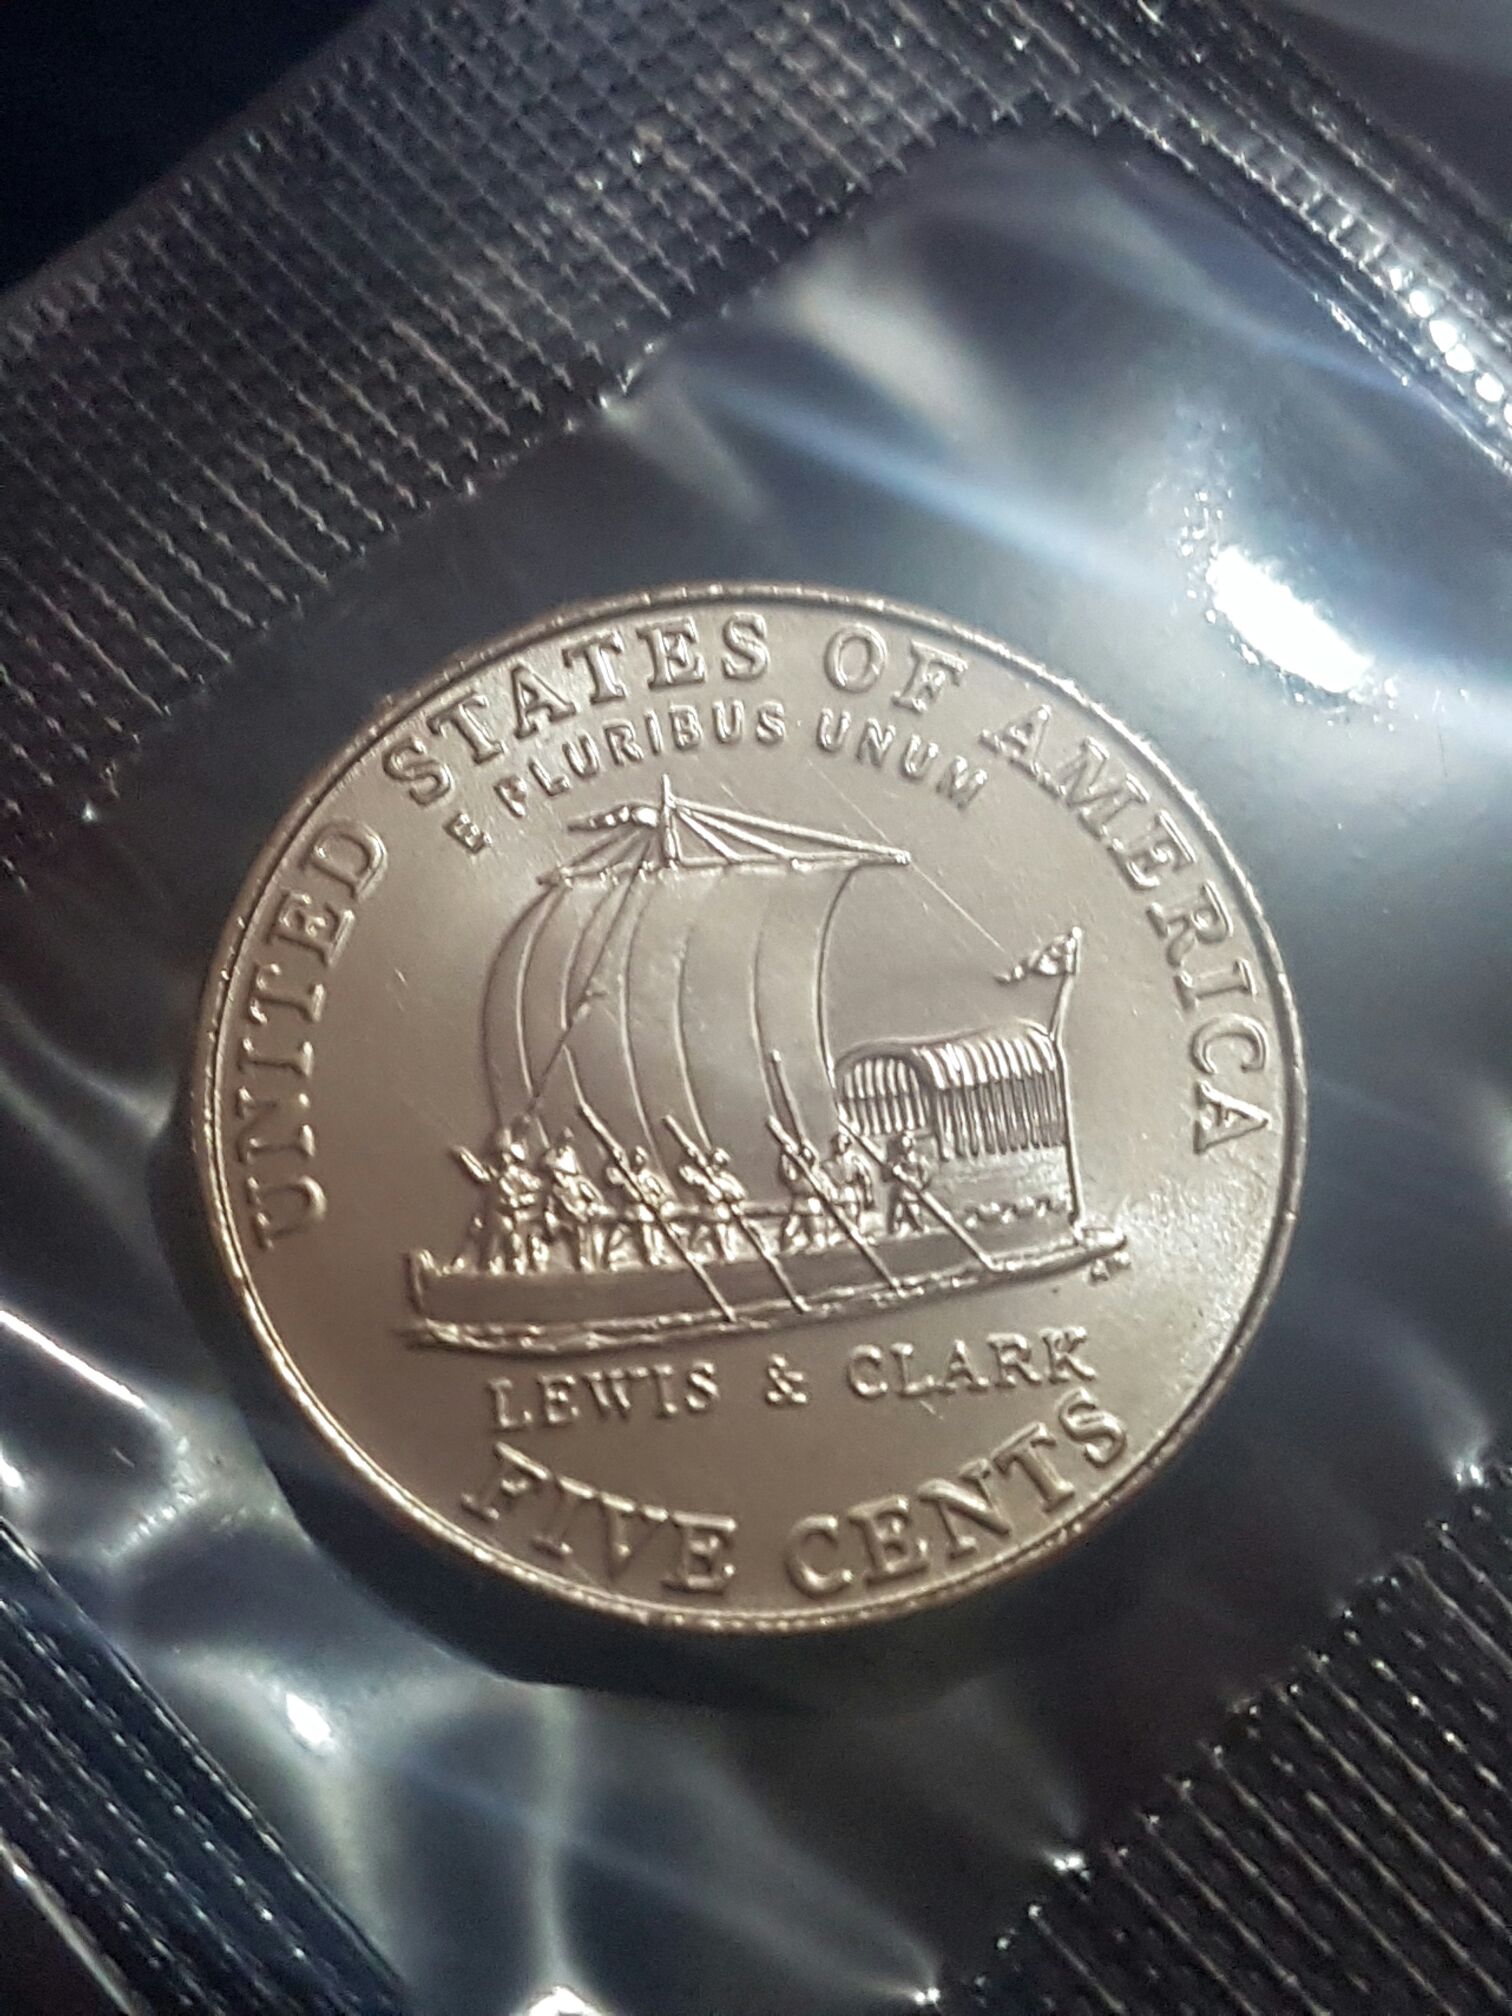 UNITED STATES OF AMERICA
E PLURIBUS UNUM
LEWIS & CLARK
FIVE CENTS